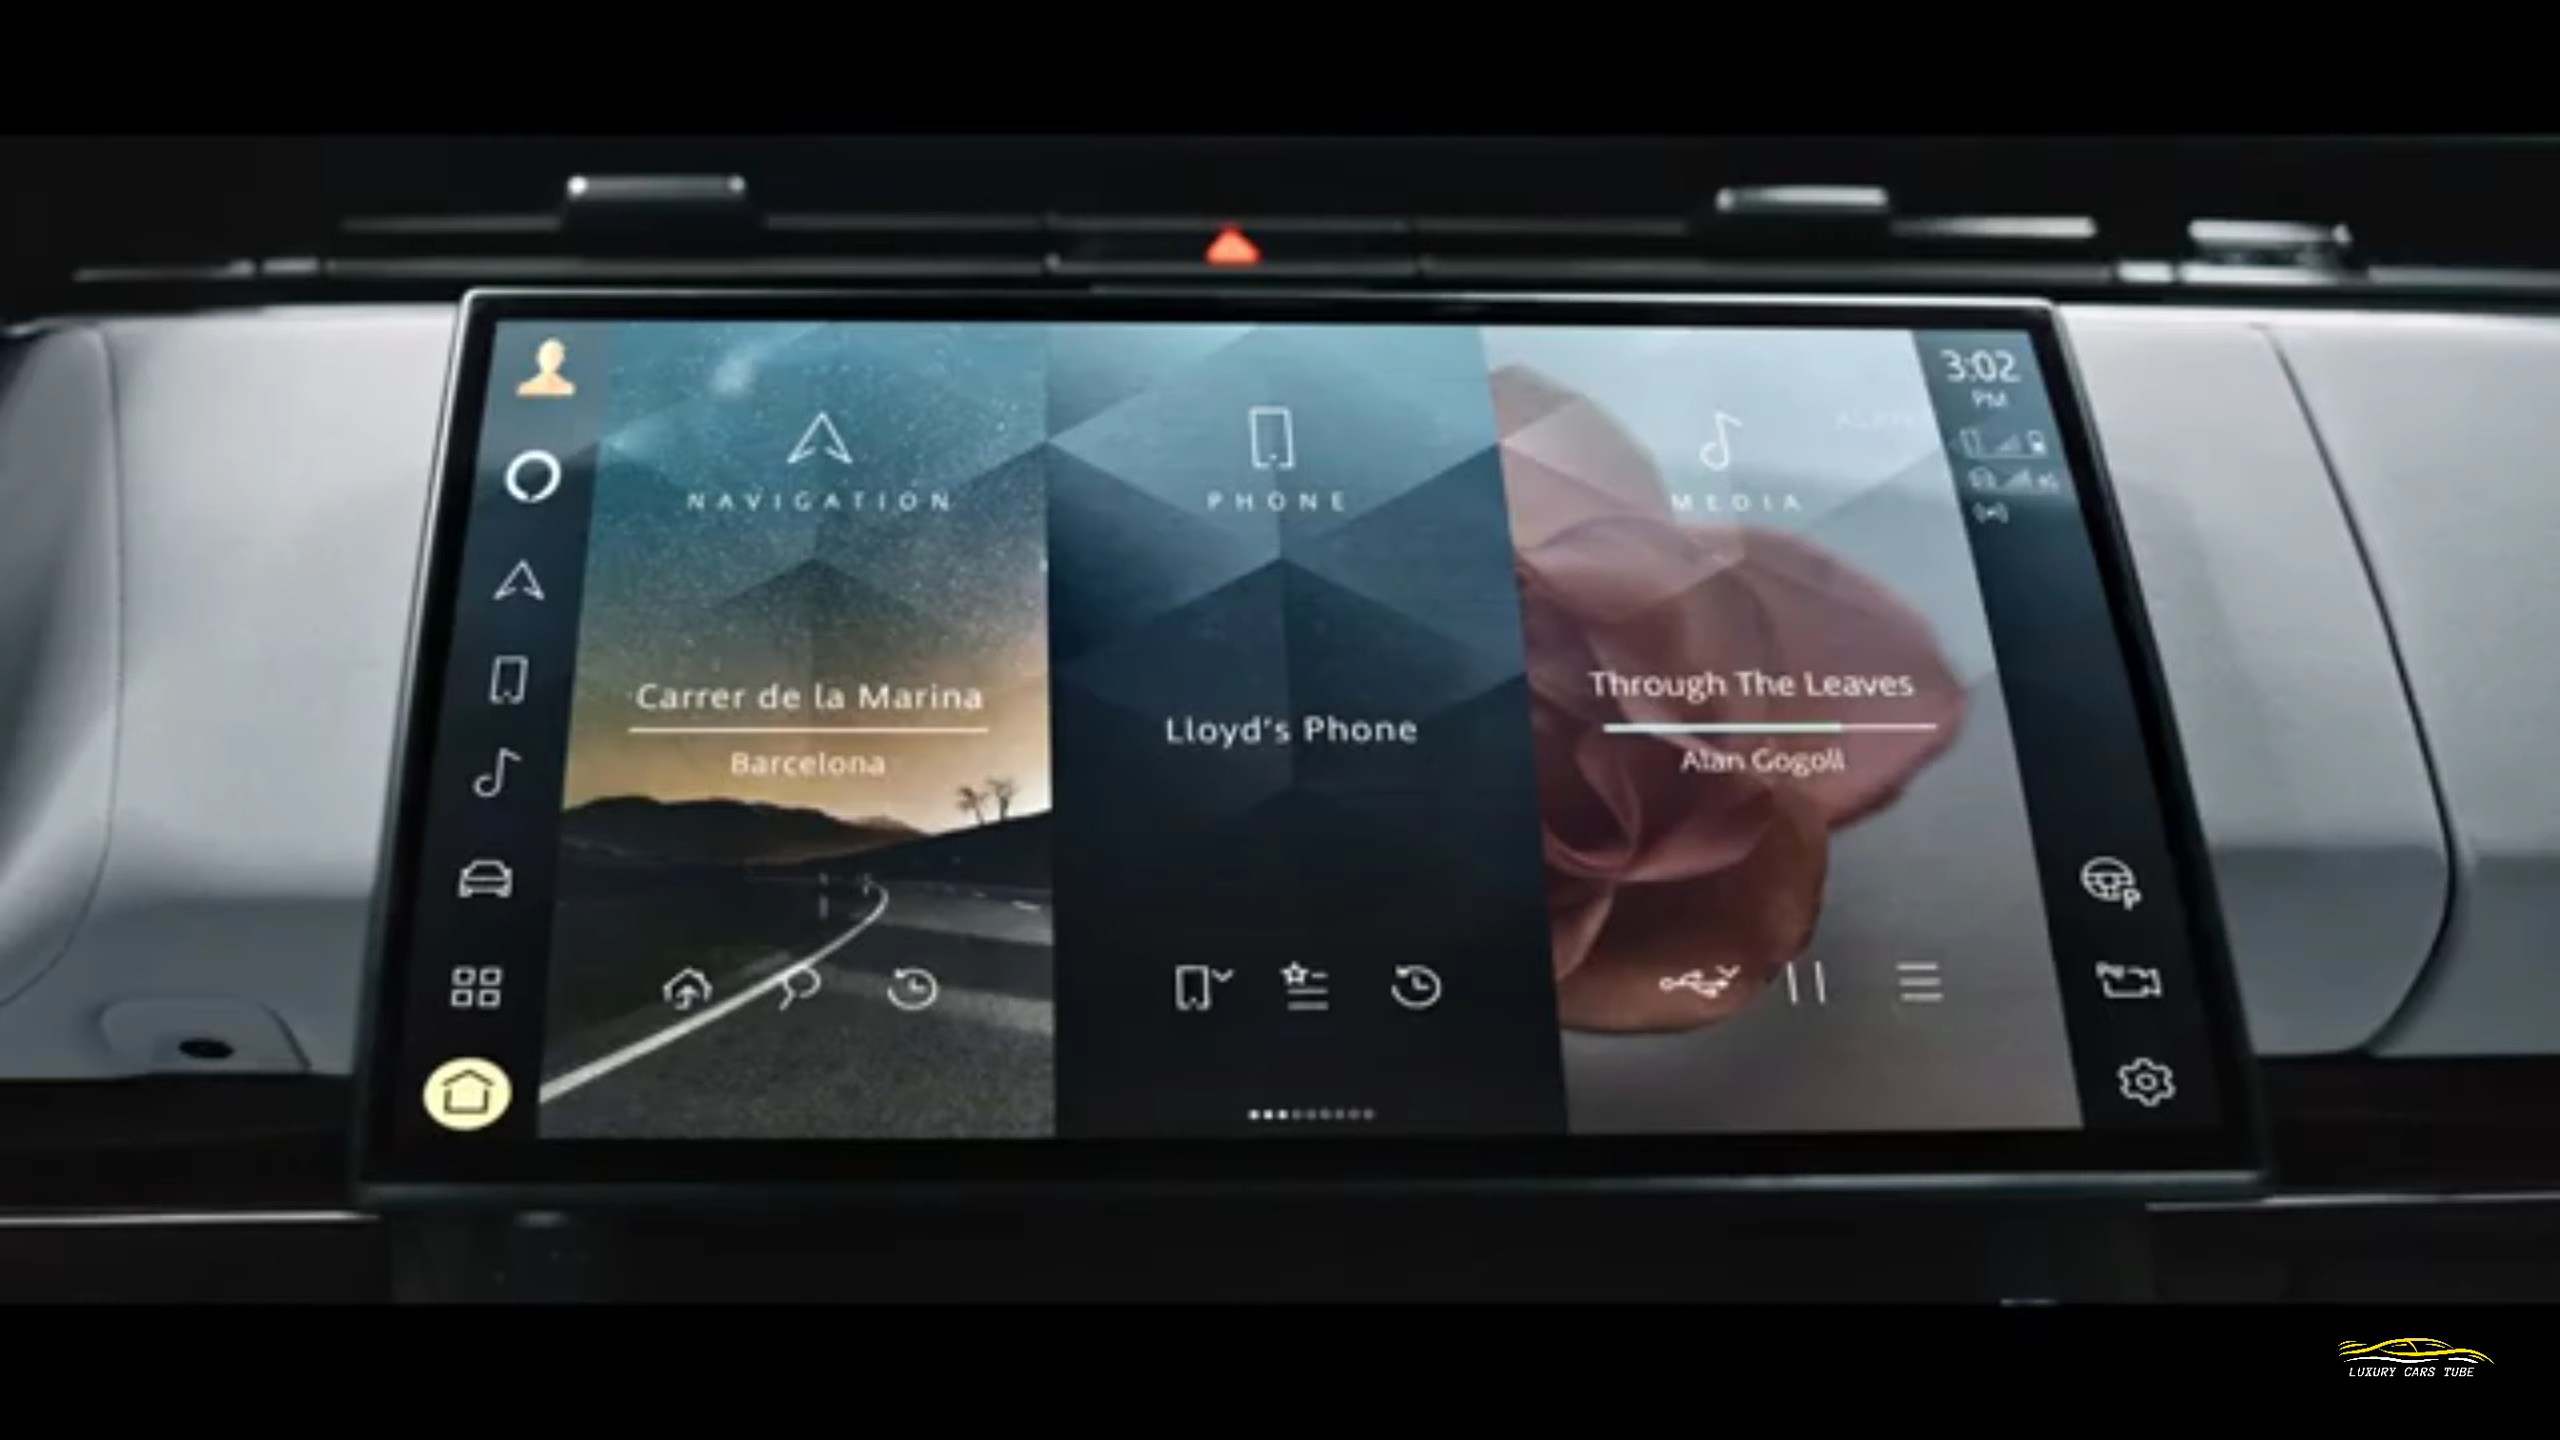 3:02
PM
NAVIGATION
PHONE
MEDIA
Carrer de la Marina
Barcelona
Lloyd's Phone
Through The Leaves
Alan Gogoll
P
LUXURY CARS TUBE